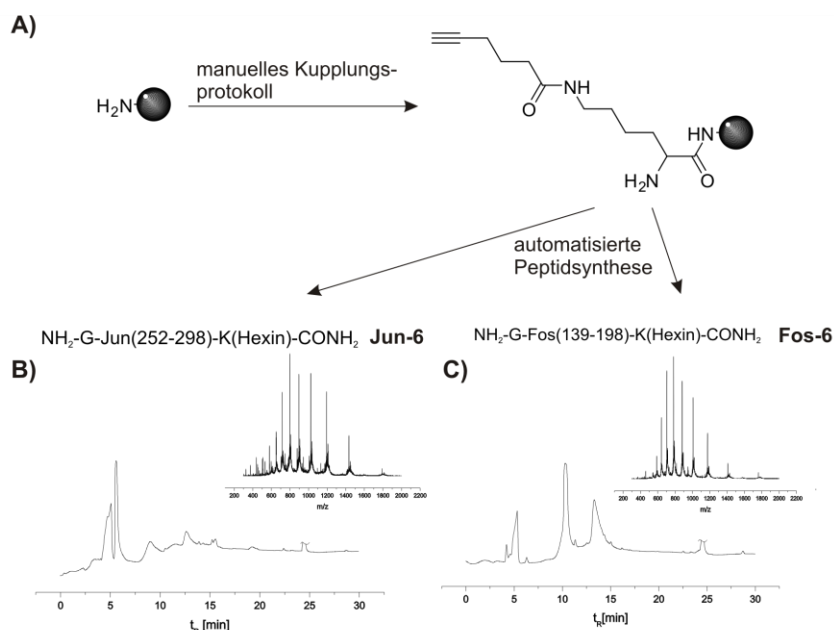 A)
manuelles Kupplungs-
protokoll
H₂N
O
NH
HN
H₂N
O
automatisierte
Peptidsynthese
NH₂-G-Jun(252-298)-K(Hexin)-CONH₂ Jun-6
NH₂-G-Fos(139-198)-K(Hexin)-CONH₂ Fos-6
B)
200 400 600 800 1000 1200 1400 1600 1800 2000 2200
m/z
0 5 10 15 20 25 30
C)
200 400 600 800 1000 1200 1400 1600 1800 2000 2200
m/z
0 5 10 15 20 25 30
t_R[min]